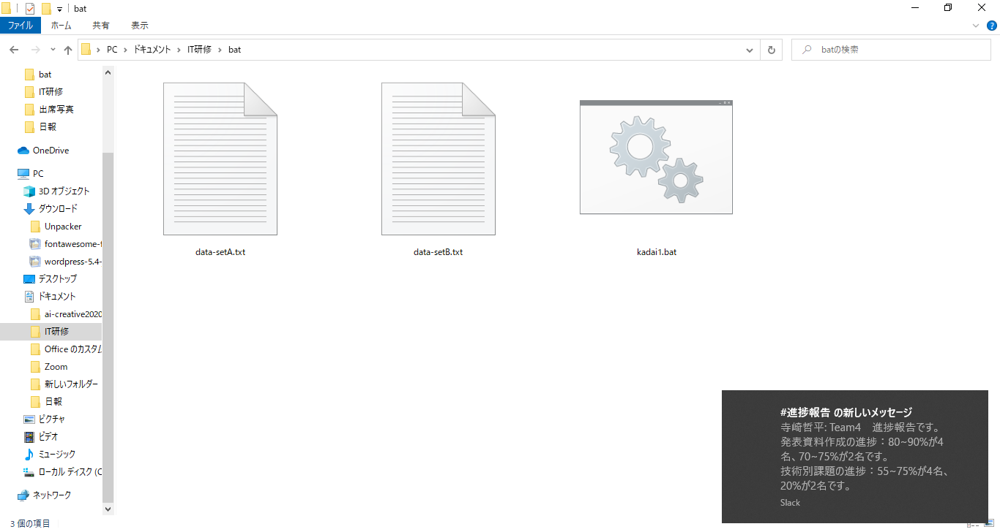 bat
ファイル ホーム 共有 表示
PC ドキュメント IT研修 bat
batの検索
bat
IT研修
出席写真
日報
OneDrive
PC
3D オブジェクト
ダウンロード
Unpacker
fontawesome-f
wordpress-5.4-
デスクトップ
ドキュメント
ai-creative2020
IT研修
Office のカスタム
Zoom
新しいフォルダー
日報
ピクチャ
ビデオ
ミュージック
ローカル ディスク (C
ネットワーク
data-setA.txt
data-setB.txt
kadai1.bat
#進捗報告 の新しいメッセージ
寺崎哲平: Team4　進捗報告です。
発表資料作成の進捗：80~90%が4
名、70~75%が2名です。
技術別課題の進捗：55~75%が4名、
20%が2名です。
Slack
3 個の項目